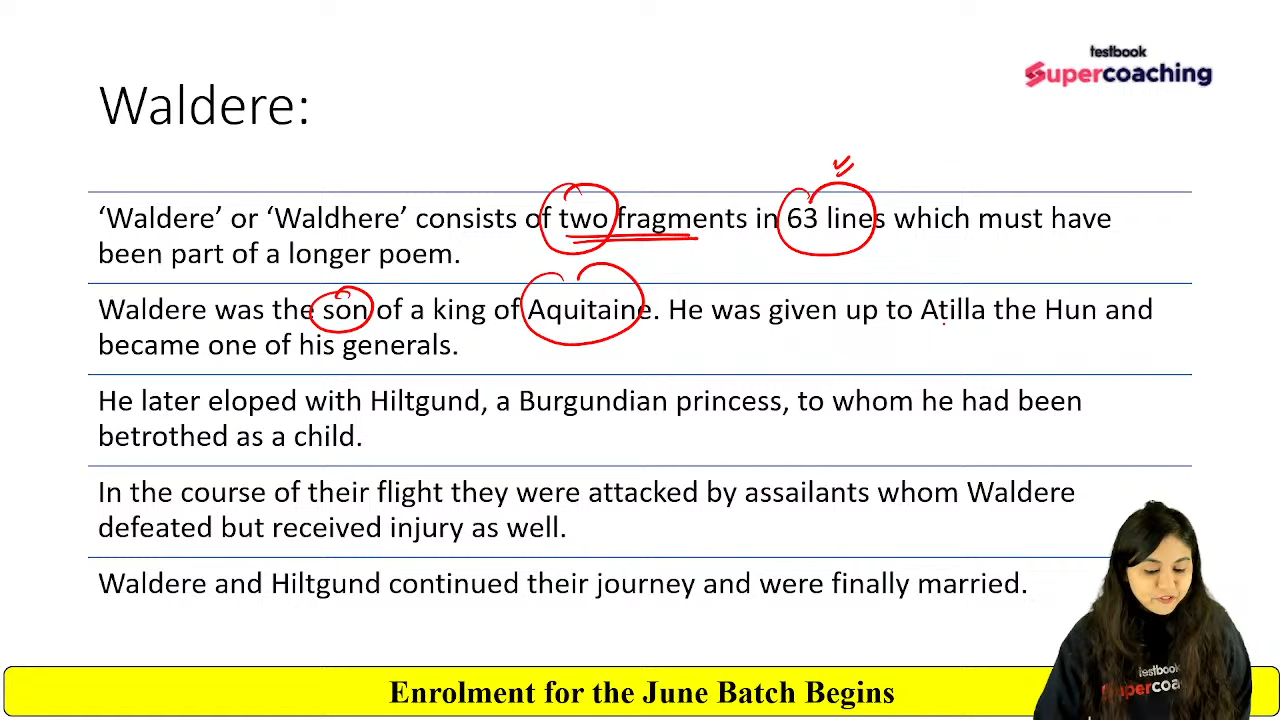 testbook
Supercoaching
Waldere:
‘Waldere’ or ‘Waldhere’ consists of two fragments in 63 lines which must have
been part of a longer poem.
Waldere was the son of a king of Aquitaine. He was given up to Atilla the Hun and
became one of his generals.
He later eloped with Hiltgund, a Burgundian princess, to whom he had been
betrothed as a child.
In the course of their flight they were attacked by assailants whom Waldere
defeated but received injury as well.
Waldere and Hiltgund continued their journey and were finally married.
testbook
Supercoa
Enrolment for the June Batch Begins